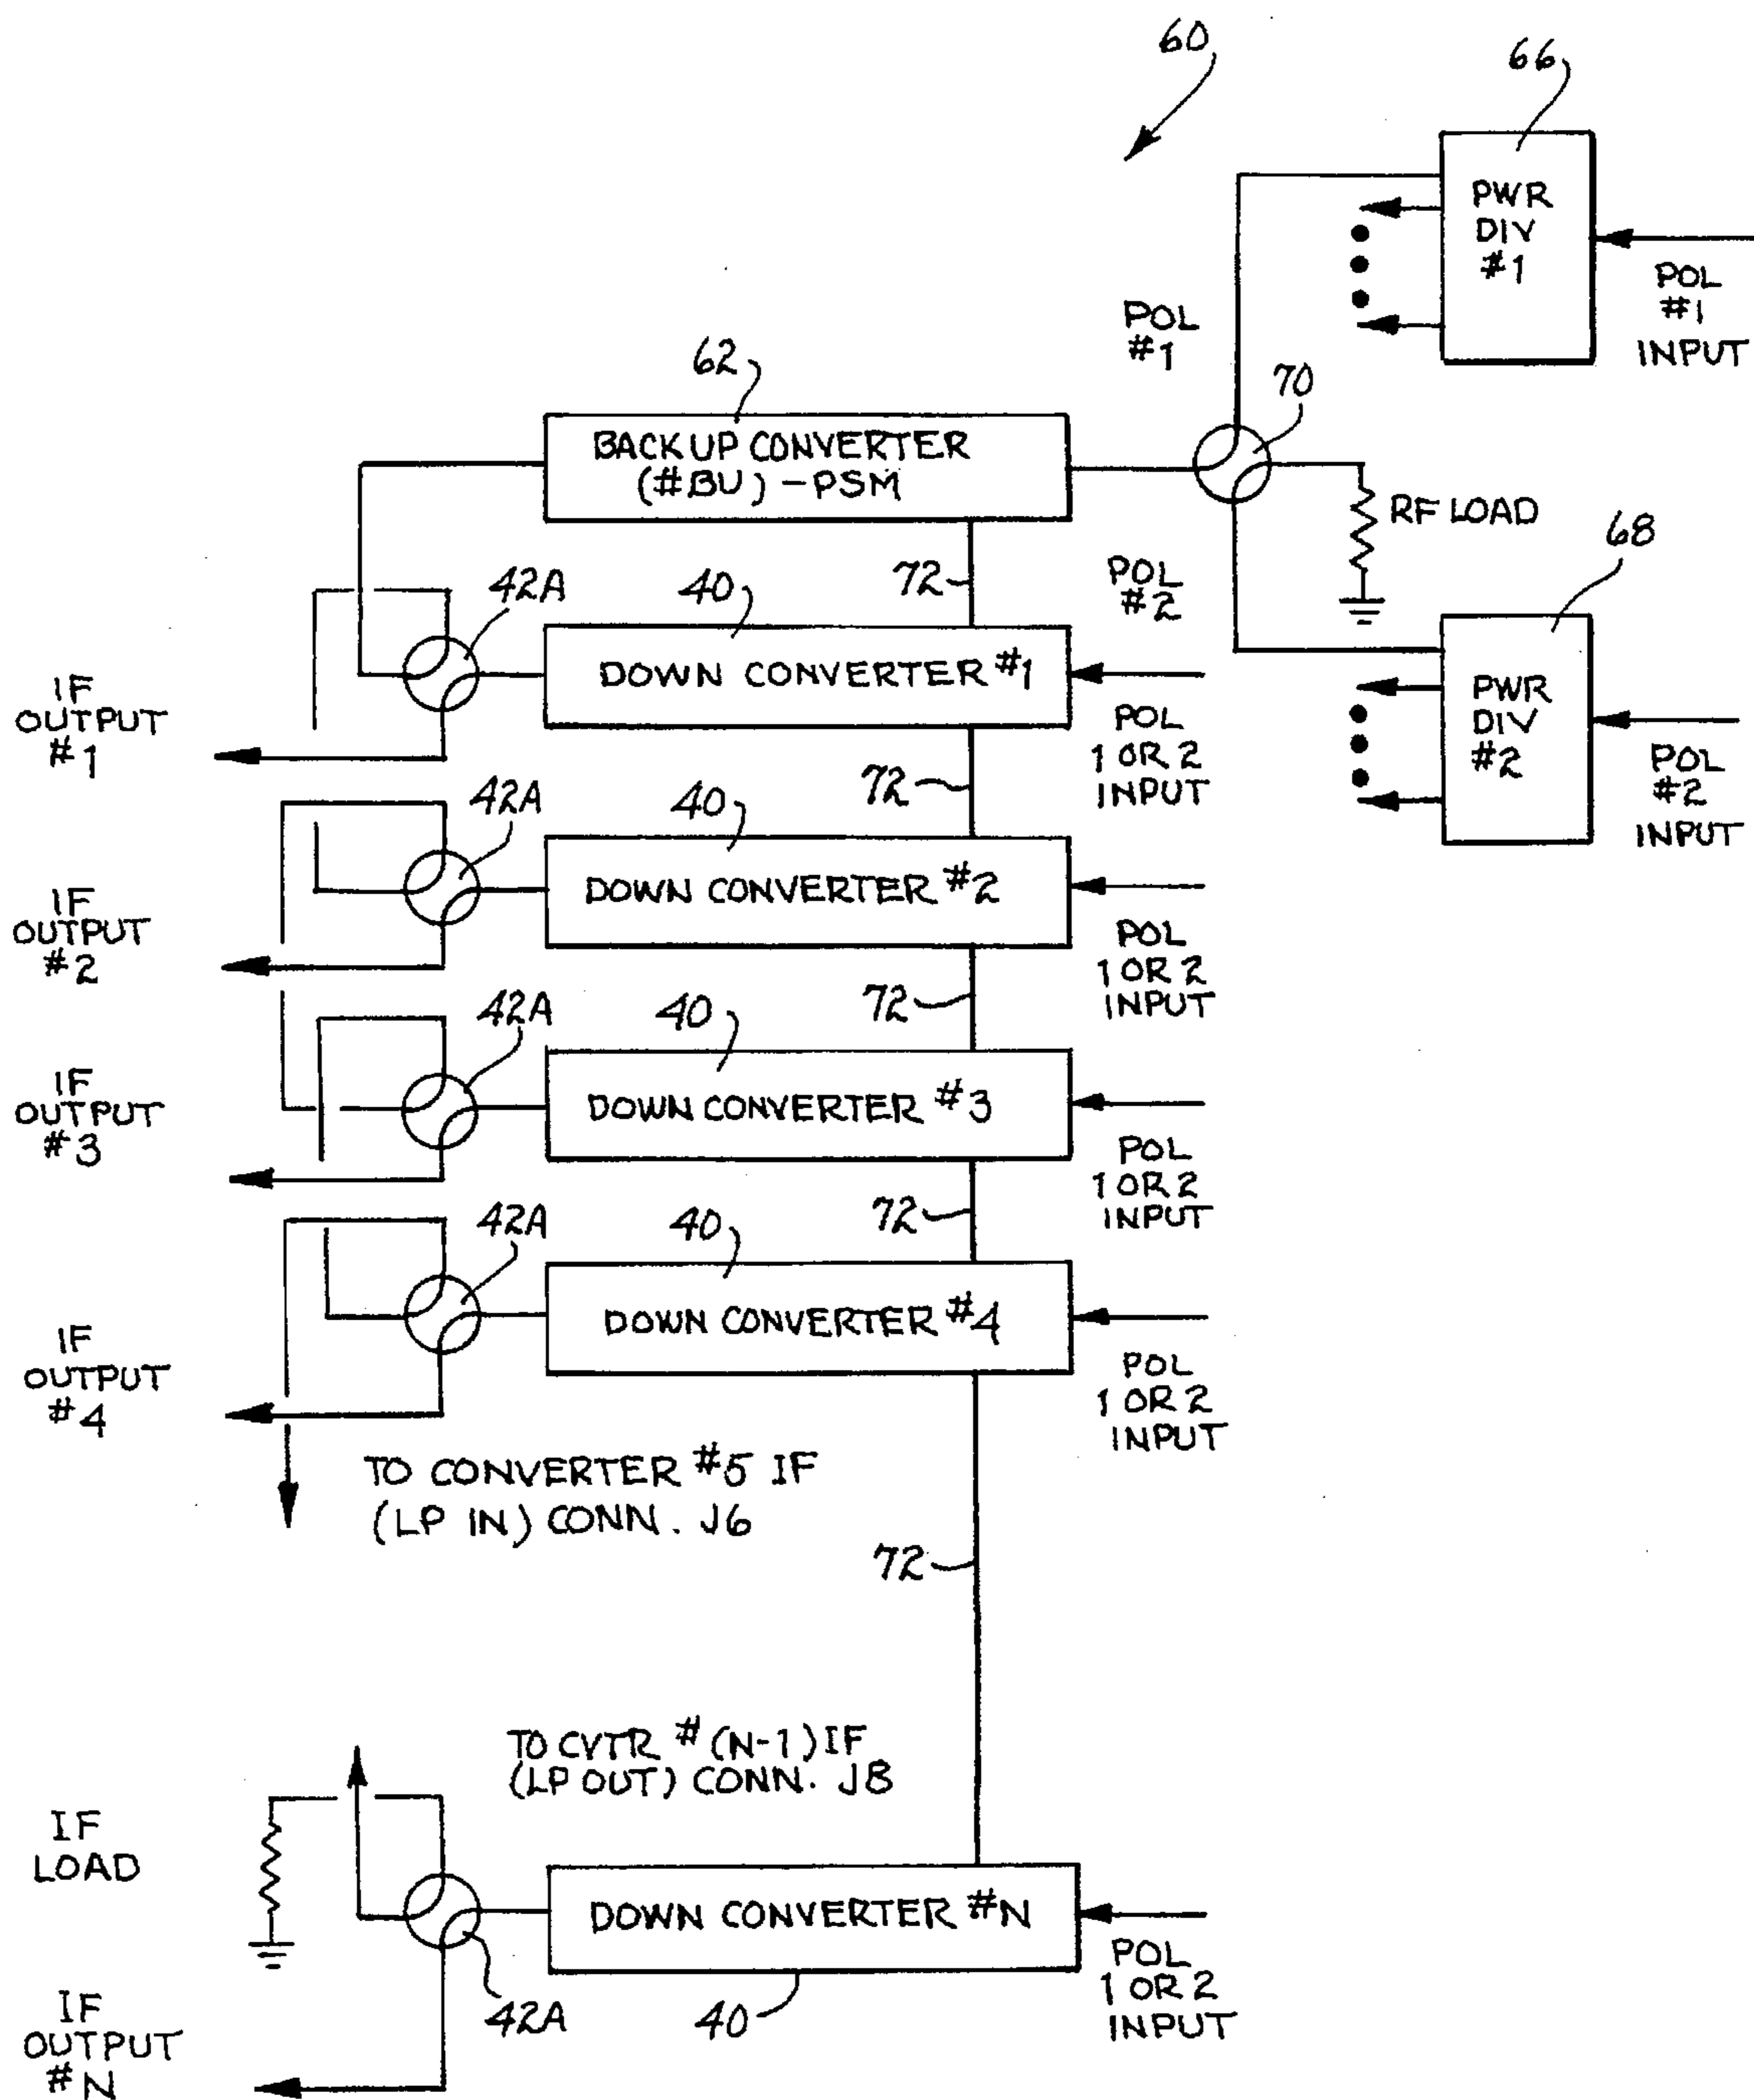 60
66
PWR
DIV
#1
POL
#1
INPUT
POL
#1
62
70
BACKUP CONVERTER
(#BU) - PSM
RF LOAD
68
72
POL
#2
42A
40
DOWN CONVERTER #1
IF
OUTPUT
#1
POL
1 OR 2
INPUT
PWR
DIV
#2
POL
#2
INPUT
72
42A
40
DOWN CONVERTER #2
IF
OUTPUT
#2
POL
1 OR 2
INPUT
72
42A
40
DOWN CONVERTER #3
IF
OUTPUT
#3
POL
1 OR 2
INPUT
72
42A
40
DOWN CONVERTER #4
IF
OUTPUT
#4
POL
1 OR 2
INPUT
TO CONVERTER #5 IF
(LP IN) CONN. J6
72
TO CVTR #(N-1) IF
(LP OUT) CONN. J8
IF
LOAD
DOWN CONVERTER #N
42A
40
POL
1 OR 2
INPUT
IF
OUTPUT
#N